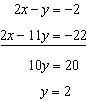 2x − y = −2
2x − 11y = −22
10y = 20
y = 2